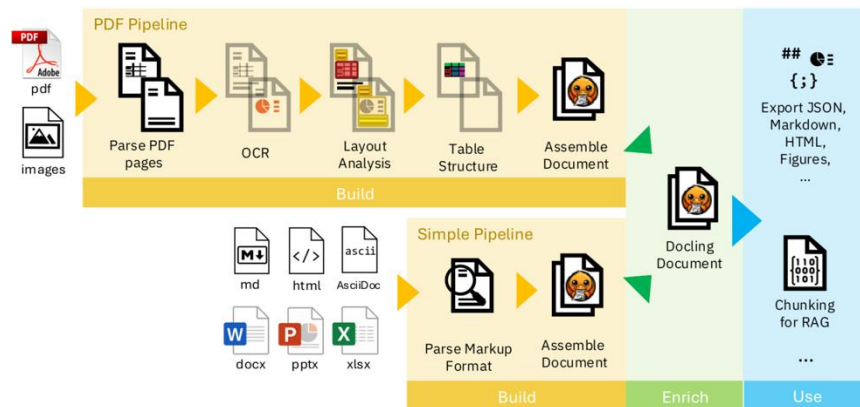 PDF Pipeline
PDF
Adobe
pdf
images
Parse PDF
pages
OCR
Layout
Analysis
Table
Structure
Assemble
Document
Build
Simple Pipeline
M↓
md
</>
html
ascii
AsciiDoc
W
docx
P
pptx
X
xlsx
Parse Markup
Format
Assemble
Document
Build
Docling
Document
Enrich
##
{;}
Export JSON,
Markdown,
HTML,
Figures,
...
{110
000
101}
Chunking
for RAG
...
Use